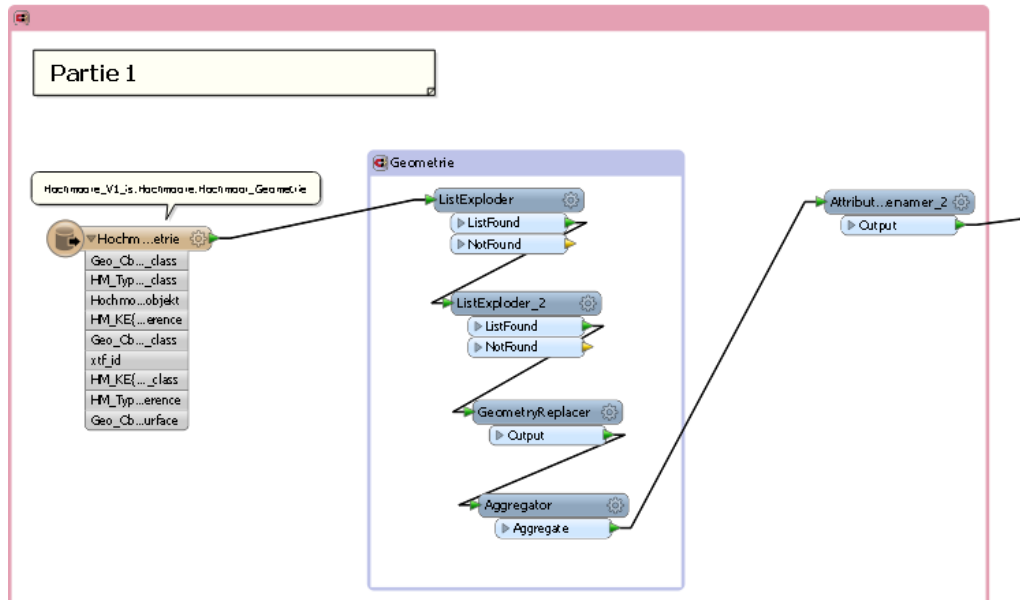 Partie 1
Geometrie
Hochmoore_V1_is.Hochmoore.Hochmoor_Geometrie
Hochm ...etrie
Geo_Cb..._class
HM_Typ..._class
Hochmo...objekt
HM_KE{...erence
Geo_Cb..._class
xtf_id
HM_KE{..._class
HM_Typ...erence
Geo_Cb...urface
ListExploder
ListFound
NotFound
ListExploder_2
ListFound
NotFound
GeometryReplacer
Output
Aggregator
Aggregate
Attribut...enamer_2
Output